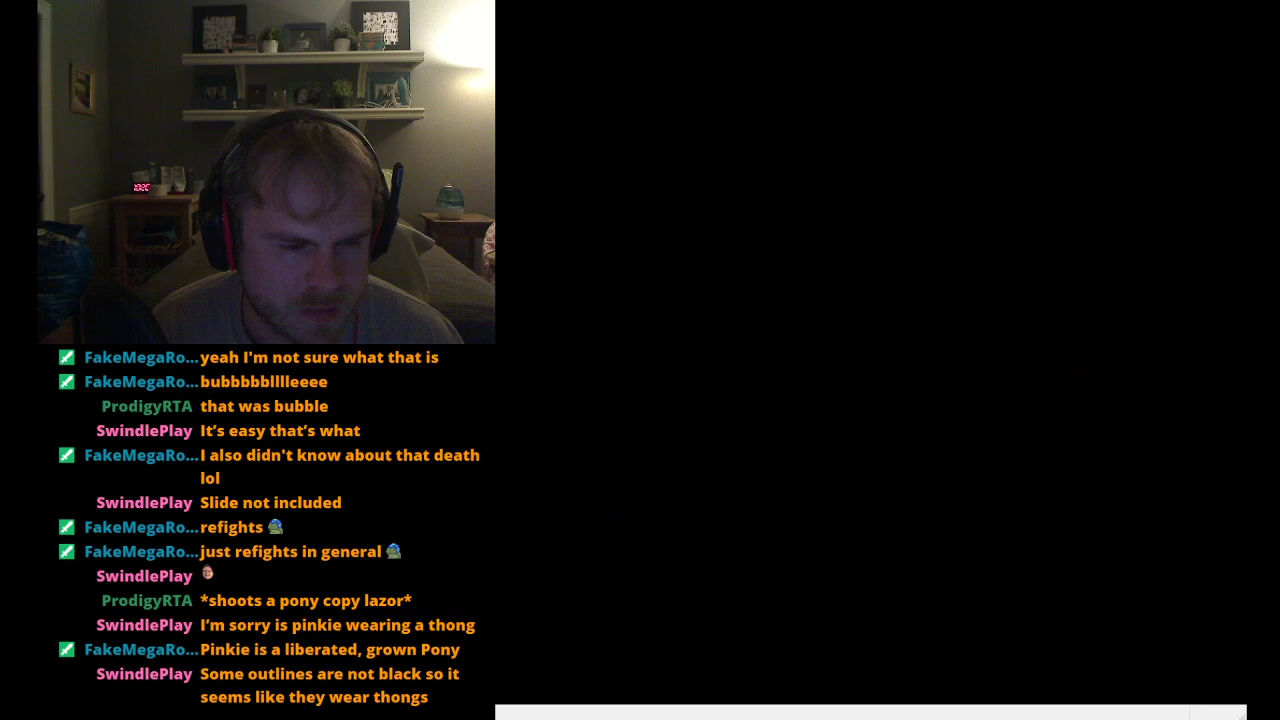 FakeMegaRo... yeah I'm not sure what that is
FakeMegaRo... bubbbbblllleeee
ProdigyRTA that was bubble
SwindlePlay It’s easy that’s what
FakeMegaRo... I also didn't know about that death
lol
SwindlePlay Slide not included
FakeMegaRo... refights
FakeMegaRo... just refights in general
SwindlePlay
ProdigyRTA *shoots a pony copy lazor*
SwindlePlay I’m sorry is pinkie wearing a thong
FakeMegaRo... Pinkie is a liberated, grown Pony
SwindlePlay Some outlines are not black so it
seems like they wear thongs